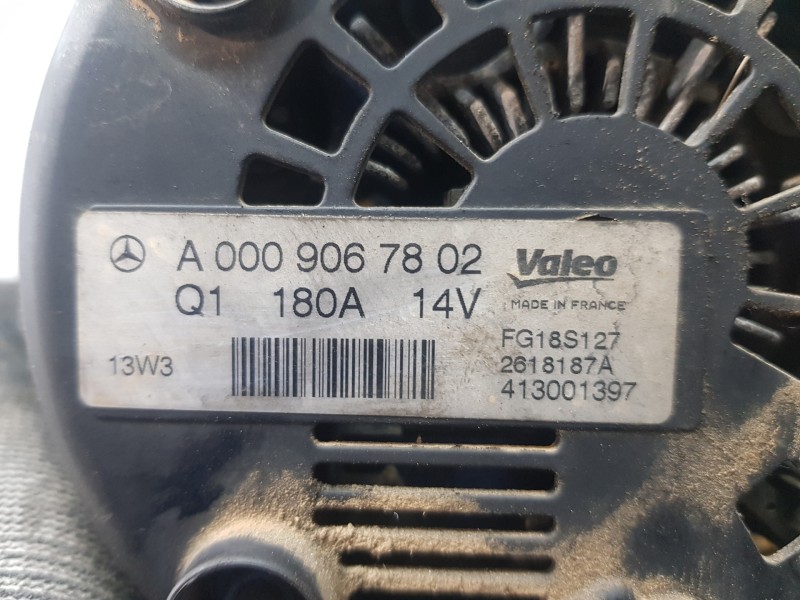 A 000 906 78 02
Q1 180A 14V
13W3
Valeo
MADE IN FRANCE
FG18S127
2618187A
413001397